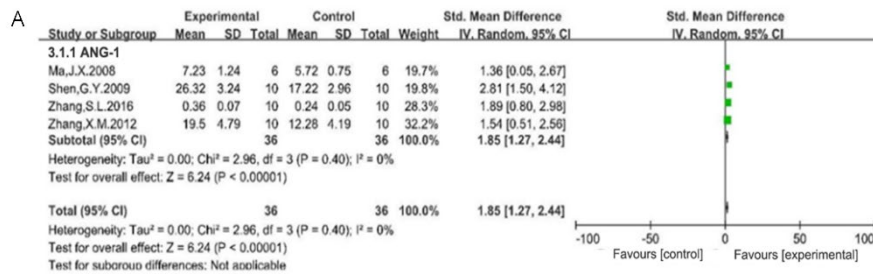 A
Experimental Control Std. Mean Difference Std. Mean Difference
Study or Subgroup Mean SD Total Mean SD Total Weight IV. Random. 95% CI IV. Random. 95% CI
3.1.1 ANG-1
Ma,J.X.2008 7.23 1.24 6 5.72 0.75 6 19.7% 1.36 [0.05, 2.67]
Shen,G.Y.2009 26.32 3.24 10 17.22 2.96 10 19.8% 2.81 [1.50, 4.12]
Zhang,S.L.2016 0.36 0.07 10 0.24 0.05 10 28.3% 1.89 [0.80, 2.98]
Zhang,X.M.2012 19.5 4.79 10 12.28 4.19 10 32.2% 1.54 [0.51, 2.56]
Subtotal (95% CI) 36 36 100.0% 1.85 [1.27, 2.44]
Heterogeneity: Tau² = 0.00; Chi² = 2.96, df = 3 (P = 0.40); I² = 0%
Test for overall effect: Z = 6.24 (P < 0.00001)
Total (95% CI) 36 36 100.0% 1.85 [1.27, 2.44]
Heterogeneity: Tau² = 0.00; Chi² = 2.96, df = 3 (P = 0.40); I² = 0%
Test for overall effect: Z = 6.24 (P < 0.00001)
Test for subgroup differences: Not applicable
-100 -50 0 50 100
Favours [control] Favours [experimental]